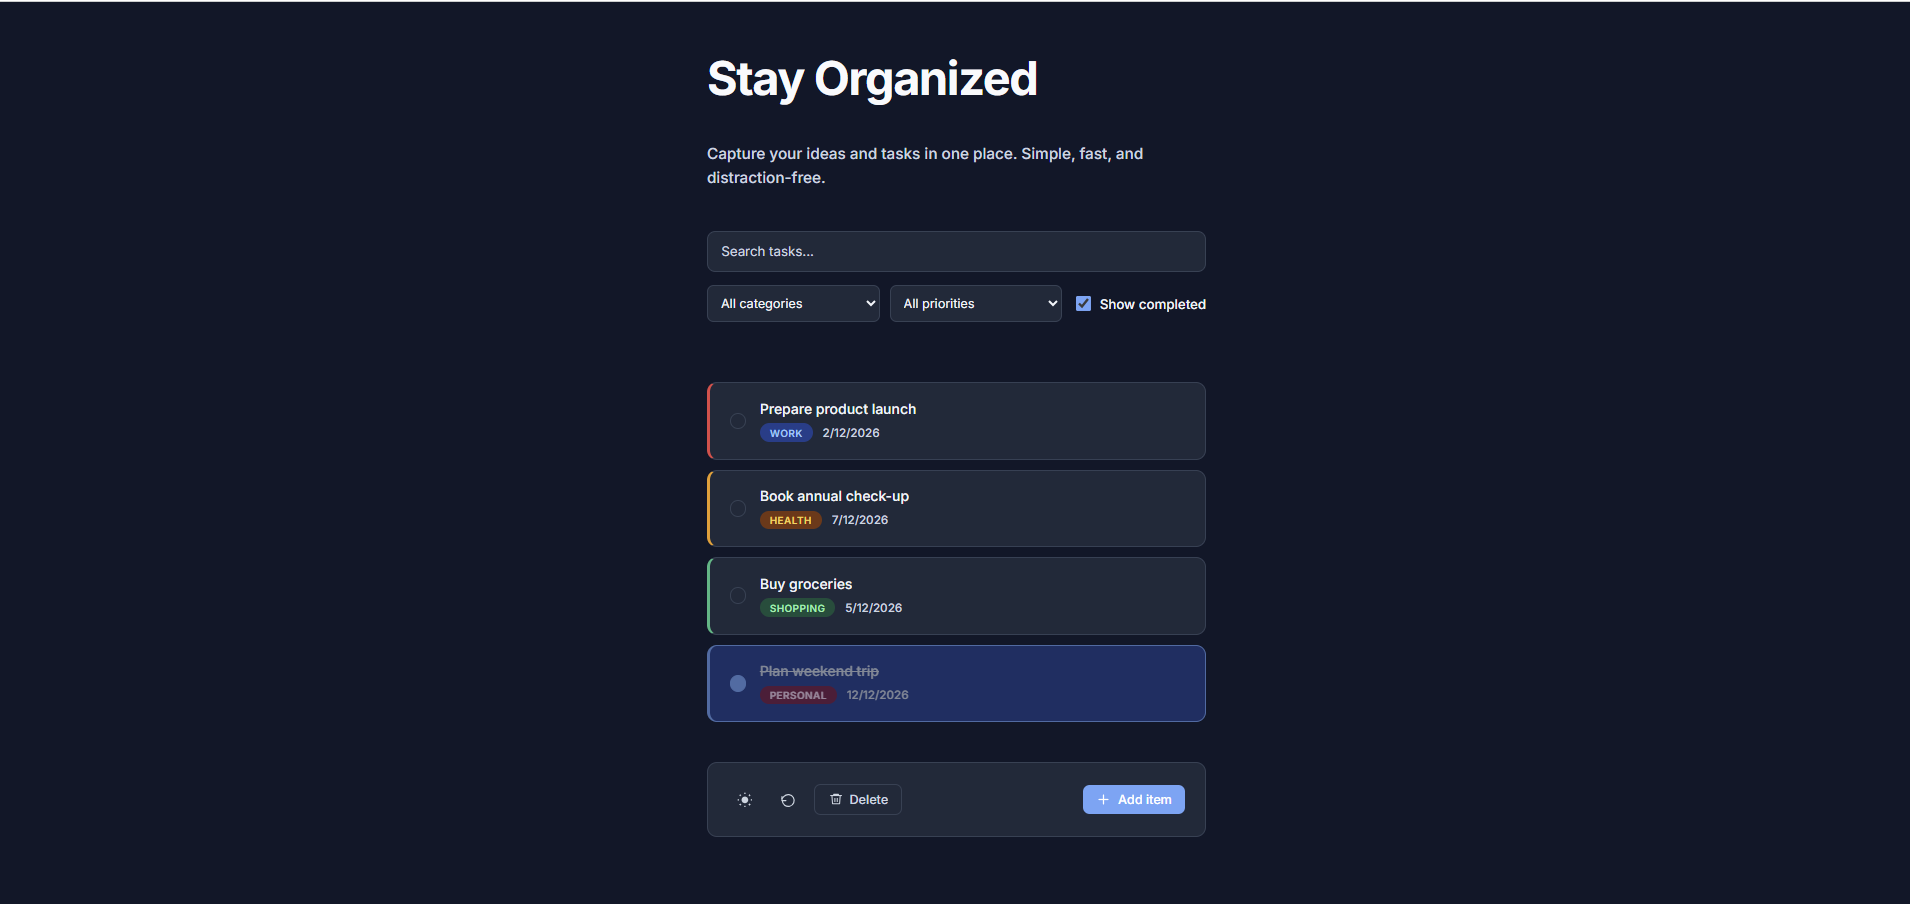 Stay Organized
Capture your ideas and tasks in one place. Simple, fast, and
distraction-free.
Search tasks...
All categories
All priorities
Show completed
Prepare product launch
WORK 2/12/2026
Book annual check-up
HEALTH 7/12/2026
Buy groceries
SHOPPING 5/12/2026
Plan weekend trip
PERSONAL 12/12/2026
Delete
Add item